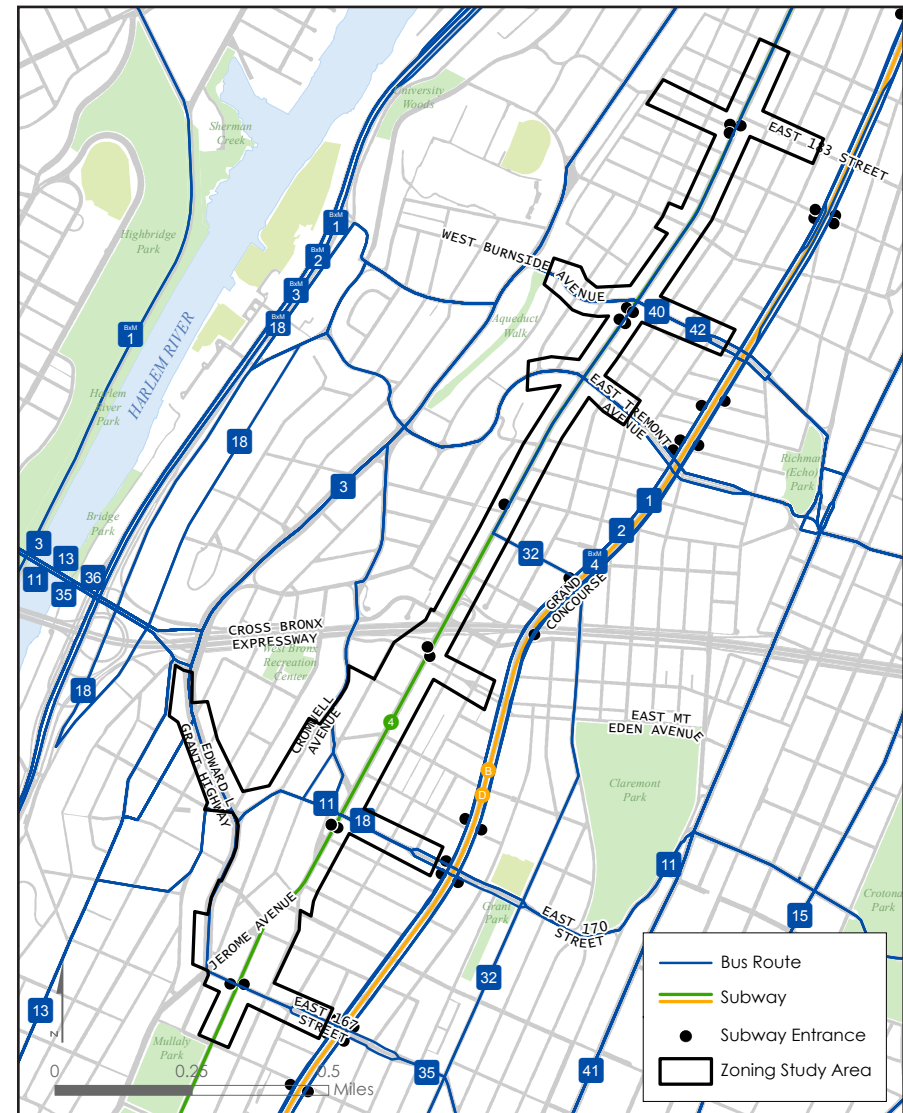 University
Woods
Sherman
Creek
EAST 183 STREET
BxM
1
Highbridge
Park
BxM
2
WEST BURNSIDE AVENUE
BxM
3
BxM
18
40
BxM
1
Aqueduct
Walk
42
HARLEM RIVER
EAST TREMONT
AVENUE
Harlem
River
Park
18
Richman
(Echo)
Park
3
1
Bridge
Park
2
3
13
32
BxM
4
11
35
36
GRAND
CONCOURSE
CROSS BRONX
EXPRESSWAY
West Bronx
Recreation
Center
18
CROMWELL
AVENUE
4
EAST MT
EDEN AVENUE
EDWARD L
GRANT HIGHWAY
B
D
Claremont
Park
11
18
11
Crotona
Park
Grant
Park
15
EAST 170
STREET
JEROME AVENUE
32
13
EAST 167
STREET
N
Mullaly
Park
35
41
0
0.25
0.5
Miles
Bus Route
Subway
Subway Entrance
Zoning Study Area